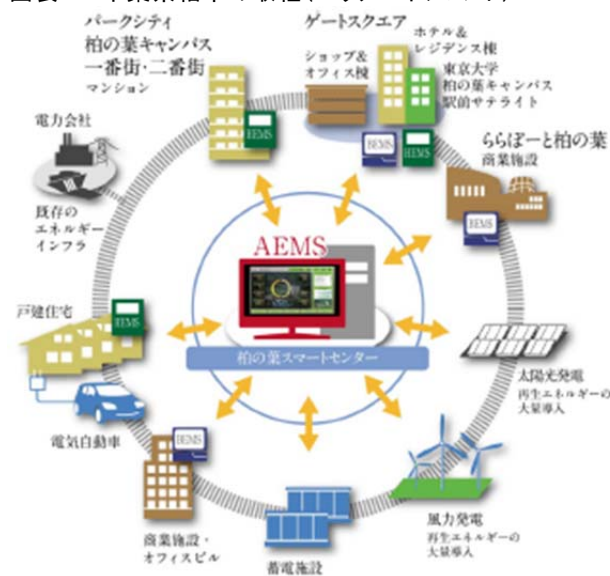 パークシティ
柏の葉キャンパス
一番街・二番街
マンション
ゲートスクエア
ショップ&
オフィス棟
ホテル&
レジデンス棟
東京大学
柏の葉キャンパス
駅前サテライト
電力会社
既存の
エネルギー
インフラ
HEMS
BEMS
HEMS
ららぽーと柏の葉
商業施設
BEMS
AEMS
柏の葉スマートセンター
戸建住宅
HEMS
電気自動車
太陽光発電
再生エネルギーの
大量導入
BEMS
商業施設・
オフィスビル
蓄電施設
風力発電
再生エネルギーの
大量導入